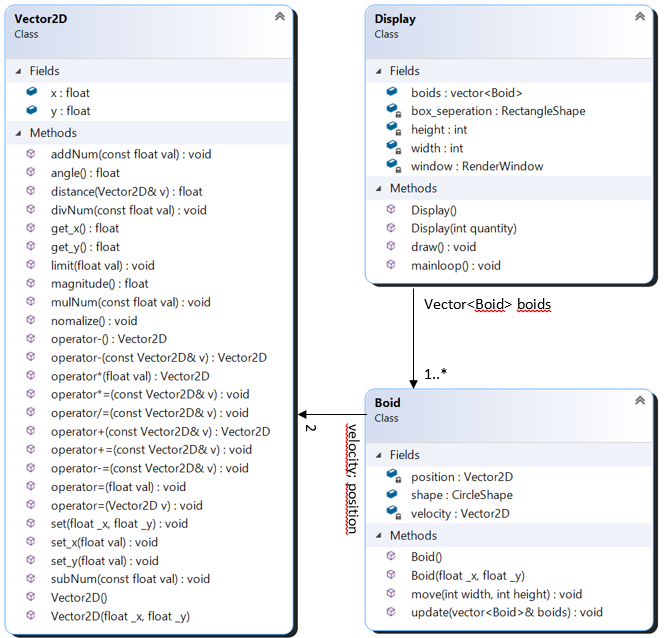 Vector2D
Class
Fields
x : float
y : float
Methods
addNum(const float val) : void
angle() : float
distance(Vector2D& v) : float
divNum(const float val) : void
get_x() : float
get_y() : float
limit(float val) : void
magnitude() : float
mulNum(const float val) : void
nomalize() : void
operator-() : Vector2D
operator-(const Vector2D& v) : Vector2D
operator*(float val) : Vector2D
operator*=(const Vector2D& v) : void
operator/=(const Vector2D& v) : void
operator+(const Vector2D& v) : Vector2D
operator+=(const Vector2D& v) : void
operator-=(const Vector2D& v) : void
operator=(float val) : void
operator=(Vector2D v) : void
set(float _x, float _y) : void
set_x(float val) : void
set_y(float val) : void
subNum(const float val) : void
Vector2D()
Vector2D(float _x, float _y)
Display
Class
Fields
boids : vector<Boid>
box_seperation : RectangleShape
height : int
width : int
window : RenderWindow
Methods
Display()
Display(int quantity)
draw() : void
mainloop() : void
Vector<Boid> boids
1..*
2
velocity; position
Boid
Class
Fields
position : Vector2D
shape : CircleShape
velocity : Vector2D
Methods
Boid()
Boid(float _x, float _y)
move(int width, int height) : void
update(vector<Boid>& boids) : void